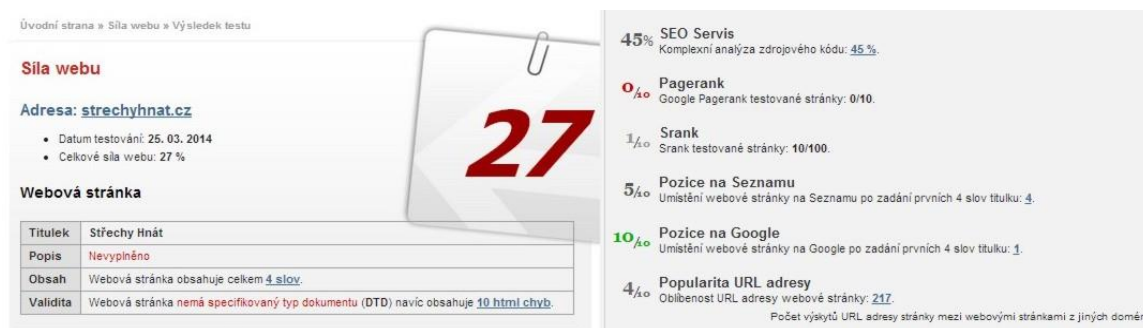 Úvodní strana » Síla webu » Výsledek testu
Síla webu
Adresa: strechyhnat.cz
Datum testování: 25. 03. 2014
Celkové síla webu: 27 %
27
Webová stránka
Titulek Střechy Hnát
Popis Nevyplněno
Obsah Webová stránka obsahuje celkem 4 slov.
Validita Webová stránka nemá specifikovaný typ dokumentu (DTD) navíc obsahuje 10 html chyb.
45% SEO Servis
Komplexní analýza zdrojového kódu: 45 %.
0/10 Pagerank
Google Pagerank testované stránky: 0/10.
1/10 Srank
Srank testované stránky: 10/100.
5/10 Pozice na Seznamu
Umístění webové stránky na Seznamu po zadání prvních 4 slov titulku: 4.
10/10 Pozice na Google
Umístění webové stránky na Google po zadání prvních 4 slov titulku: 1.
4/10 Popularita URL adresy
Oblíbenost URL adresy webové stránky: 217.
Počet výskytů URL adresy stránky mezi webovými stránkami z jiných domén